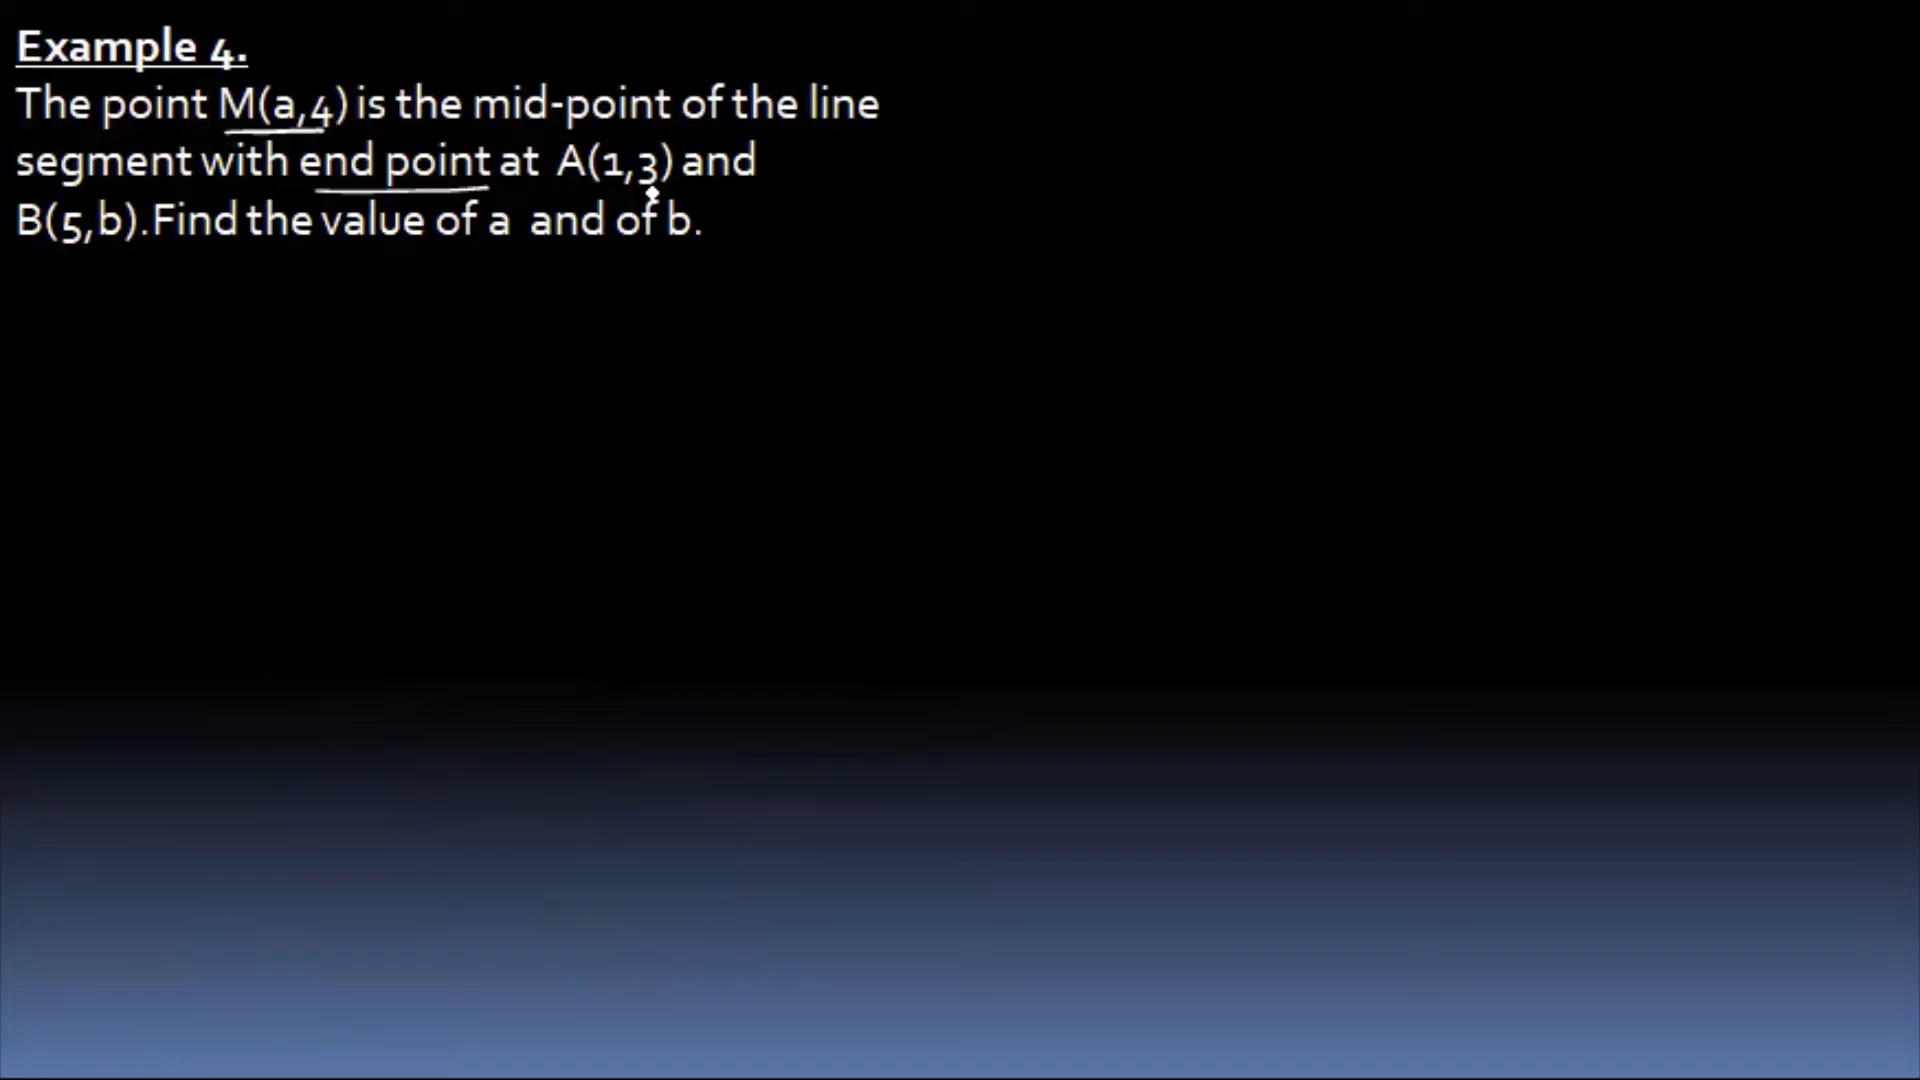 Example 4.
The point M(a,4) is the mid-point of the line
segment with end point at A(1,3) and
B(5,b).Find the value of a and of b.